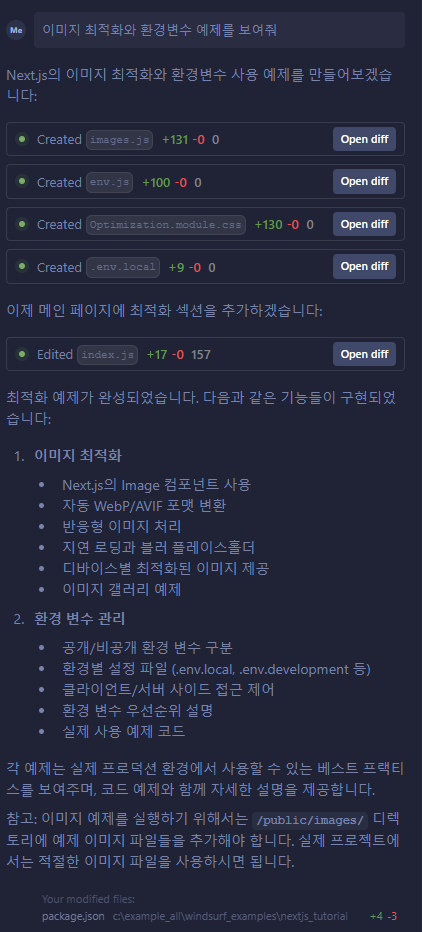 Me 이미지 최적화와 환경변수 예제를 보여줘
Next.js의 이미지 최적화와 환경변수 사용 예제를 만들어보겠습
니다:
Created images.js +131 -0 0 Open diff
Created env.js +100 -0 0 Open diff
Created Optimization.module.css +130 -0 0 Open diff
Created .env.local +9 -0 0 Open diff
이제 메인 페이지에 최적화 섹션을 추가하겠습니다:
Edited index.js +17 -0 157 Open diff
최적화 예제가 완성되었습니다. 다음과 같은 기능들이 구현되었
습니다:
1. 이미지 최적화
• Next.js의 Image 컴포넌트 사용
• 자동 WebP/AVIF 포맷 변환
• 반응형 이미지 처리
• 지연 로딩과 블러 플레이스홀더
• 디바이스별 최적화된 이미지 제공
• 이미지 갤러리 예제
2. 환경 변수 관리
• 공개/비공개 환경 변수 구분
• 환경별 설정 파일 (.env.local, .env.development 등)
• 클라이언트/서버 사이드 접근 제어
• 환경 변수 우선순위 설명
• 실제 사용 예제 코드
각 예제는 실제 프로덕션 환경에서 사용할 수 있는 베스트 프랙티
스를 보여주며, 코드 예제와 함께 자세한 설명을 제공합니다.
참고: 이미지 예제를 실행하기 위해서는 /public/images/ 디렉
토리에 예제 이미지 파일들을 추가해야 합니다. 실제 프로젝트에
서는 적절한 이미지 파일을 사용하시면 됩니다.
Your modified files:
package.json c:\example_all\windsurf_examples\nextjs_tutorial +4 -3